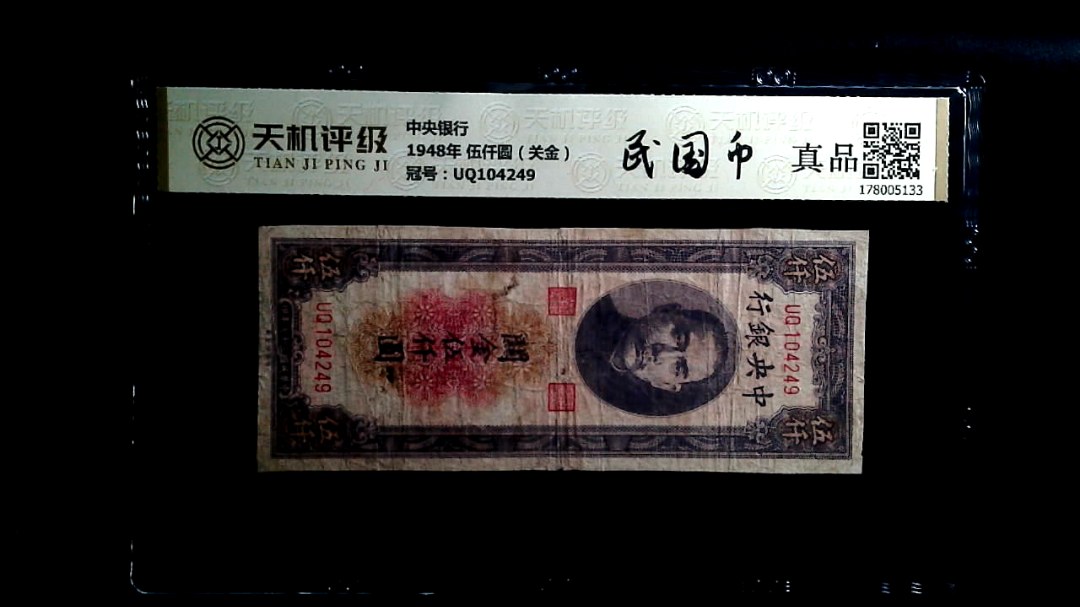 天机评级
TIAN JI PING JI
中央银行
1948年 伍仟圆（关金）
冠号：UQ104249
民国币
真品
178005133
伍仟
伍仟
中央銀行
UQ104249
關金伍仟圓
UQ104249
伍仟
伍仟